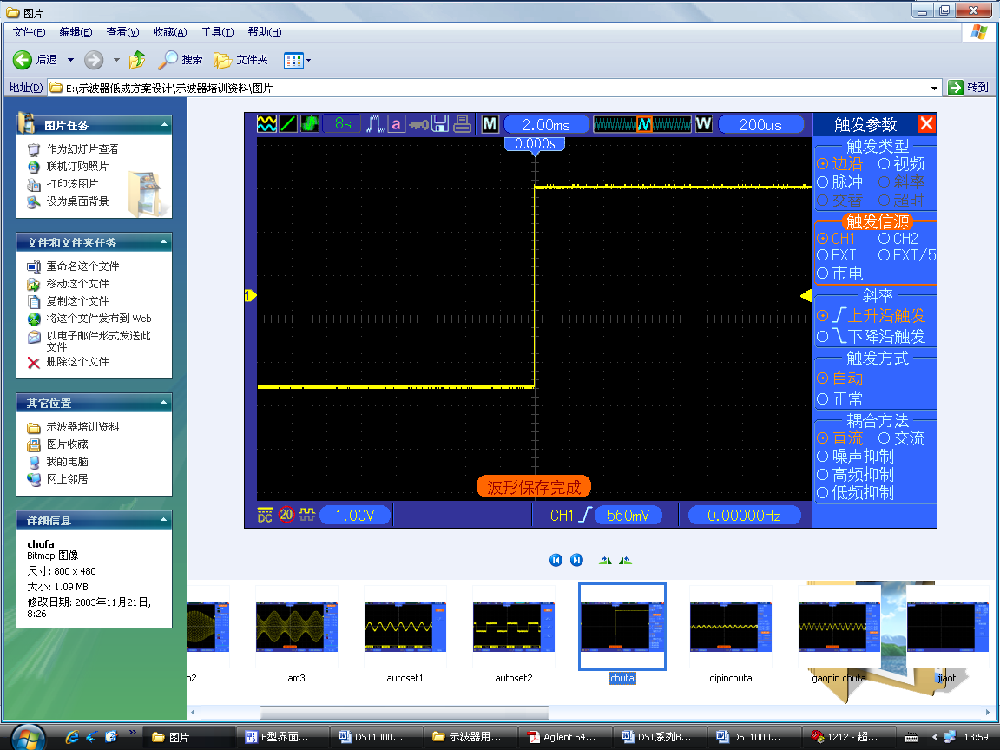 图片
文件(F) 编辑(E) 查看(V) 收藏(A) 工具(T) 帮助(H)
后退 搜索 文件夹
地址(D) E:\示波器低成方案设计\示波器培训资料\图片 转到
图片任务
作为幻灯片查看
联机订购照片
打印该图片
设为桌面背景
文件和文件夹任务
重命名这个文件
移动这个文件
复制这个文件
将这个文件发布到 Web
以电子邮件形式发送此
文件
删除这个文件
其它位置
示波器培训资料
图片收藏
我的电脑
网上邻居
详细信息
chufa
Bitmap 图像
尺寸: 800 x 480
大小: 1.09 MB
修改日期: 2003年11月21日,
8:26
8s a M 2.00ms W 200us
0.000s
1
波形保存完成
DC 20 1.00V CH1 560mV 0.00000Hz
触发参数
触发类型
边沿 视频
脉冲 斜率
交替 超时
触发信源
CH1 CH2
EXT EXT/5
市电
斜率
上升沿触发
下降沿触发
触发方式
自动
正常
耦合方法
直流 交流
噪声抑制
高频抑制
低频抑制
m2 am3 autoset1 autoset2 chufa dipinchufa gaopin chufa jiaoti
图片 B型界面... DST1000... 示波器用... Agilent 54... DST系列B... DST1000... 1212 - 超... 13:59